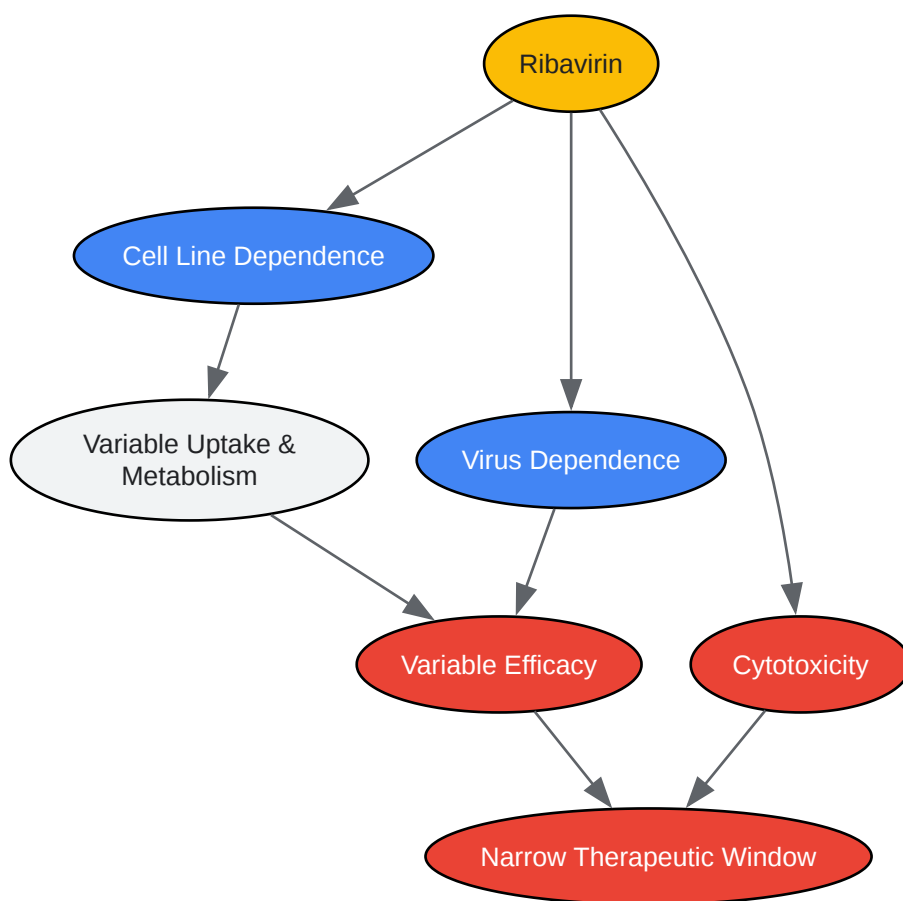 Ribavirin
Cell Line Dependence
Variable Uptake &
Metabolism
Virus Dependence
Variable Efficacy
Cytotoxicity
Narrow Therapeutic Window